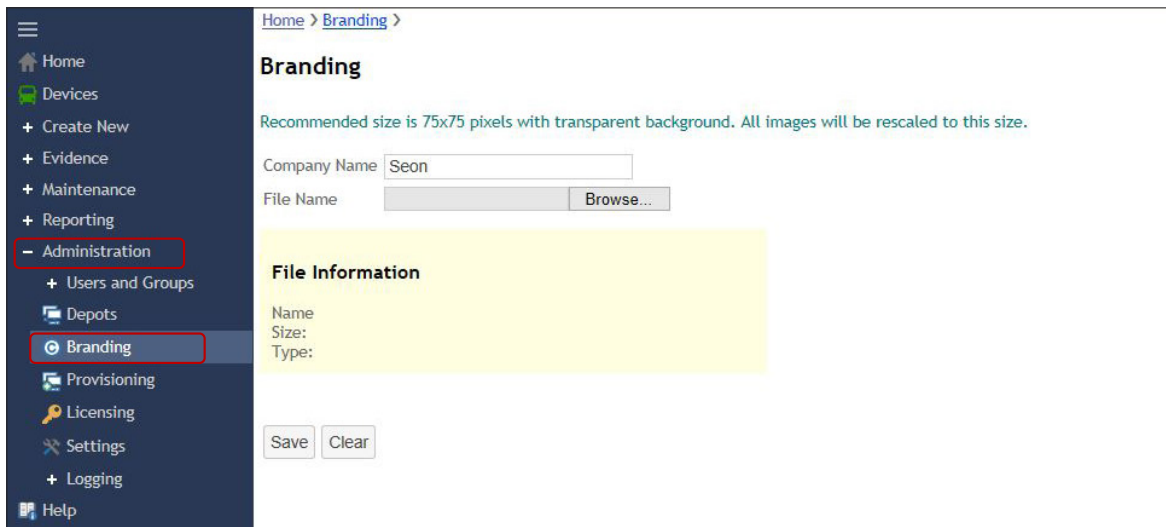 Home
Devices
+ Create New
+ Evidence
+ Maintenance
+ Reporting
− Administration
+ Users and Groups
Depots
Branding
Provisioning
Licensing
Settings
+ Logging
Help
Home > Branding >
Branding
Recommended size is 75x75 pixels with transparent background. All images will be rescaled to this size.
Company Name Seon
File Name Browse...
File Information
Name
Size:
Type:
Save Clear